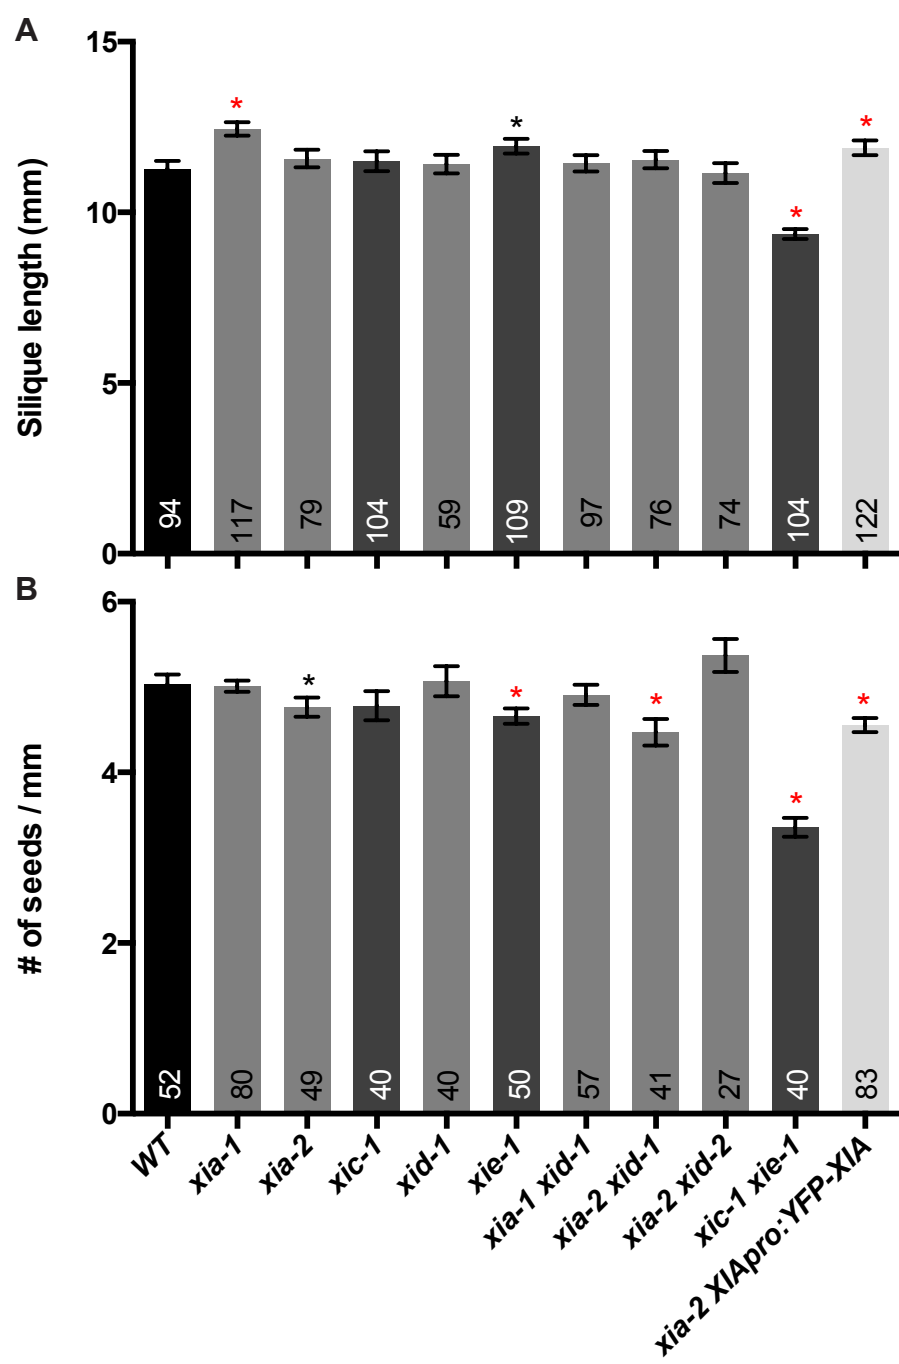 A
15
10
5
0
Silique length (mm)
* * * *
94 117 79 104 59 109 97 76 74 104 122
B
6
4
2
0
# of seeds / mm
* * * * *
52 80 49 40 40 50 57 41 27 40 83
WT
xia-1
xia-2
xic-1
xid-1
xie-1
xia-1 xid-1
xia-2 xid-1
xia-2 xid-2
xic-1 xie-1
xia-2 XIApro:YFP-XIA